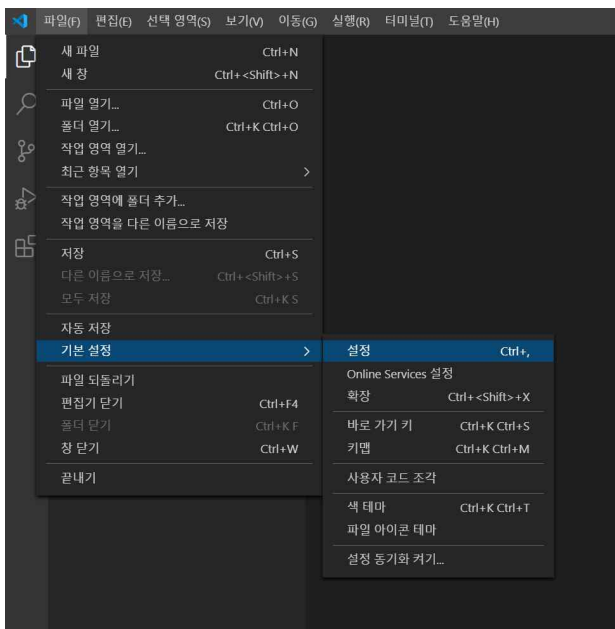 파일(F) 편집(E) 선택 영역(S) 보기(V) 이동(G) 실행(R) 터미널(T) 도움말(H)
새 파일 Ctrl+N
새 창 Ctrl+<Shift>+N
파일 열기... Ctrl+O
폴더 열기... Ctrl+K Ctrl+O
작업 영역 열기...
최근 항목 열기 >
작업 영역에 폴더 추가...
작업 영역을 다른 이름으로 저장
저장 Ctrl+S
다른 이름으로 저장... Ctrl+<Shift>+S
모두 저장 Ctrl+K S
자동 저장
기본 설정 >
파일 되돌리기
편집기 닫기 Ctrl+F4
폴더 닫기 Ctrl+K F
창 닫기 Ctrl+W
끝내기
설정 Ctrl+,
Online Services 설정
확장 Ctrl+<Shift>+X
바로 가기 키 Ctrl+K Ctrl+S
키맵 Ctrl+K Ctrl+M
사용자 코드 조각
색 테마 Ctrl+K Ctrl+T
파일 아이콘 테마
설정 동기화 켜기...